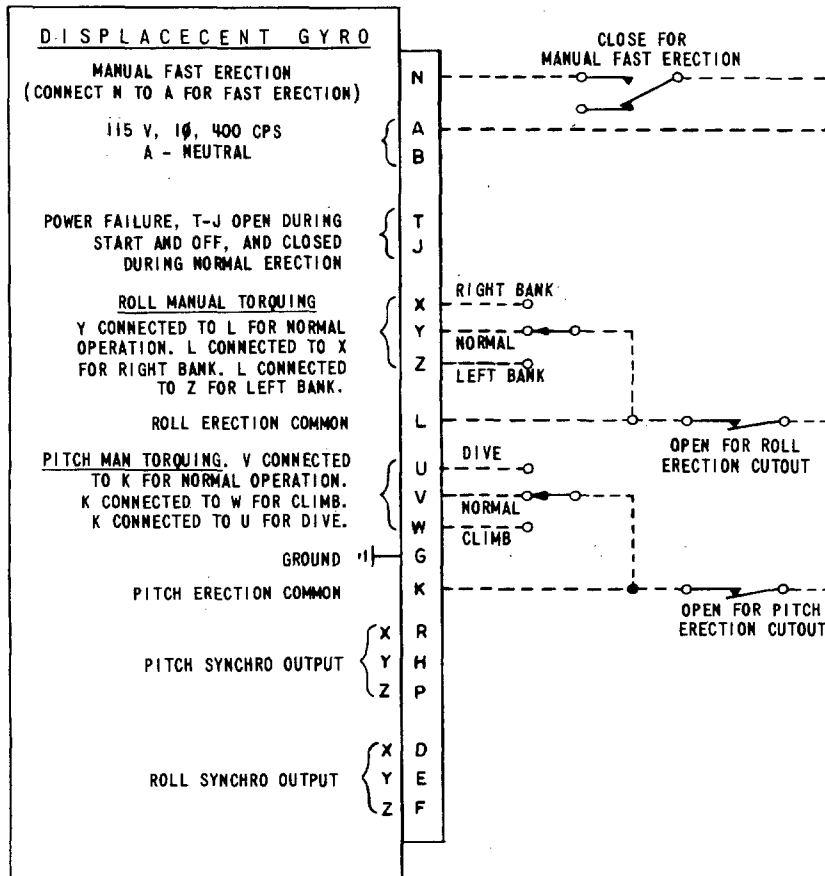 DISPLACECENT GYRO
MANUAL FAST ERECTION
(CONNECT N TO A FOR FAST ERECTION)
115 V, 1Ø, 400 CPS
A - NEUTRAL
POWER FAILURE, T-J OPEN DURING
START AND OFF, AND CLOSED
DURING NORMAL ERECTION
ROLL MANUAL TORQUING
Y CONNECTED TO L FOR NORMAL
OPERATION. L CONNECTED TO X
FOR RIGHT BANK. L CONNECTED
TO Z FOR LEFT BANK.
ROLL ERECTION COMMON
PITCH MAN TORQUING. V CONNECTED
TO K FOR NORMAL OPERATION.
K CONNECTED TO W FOR CLIMB.
K CONNECTED TO U FOR DIVE.
GROUND
PITCH ERECTION COMMON
PITCH SYNCHRO OUTPUT
X
Y
Z
ROLL SYNCHRO OUTPUT
X
Y
Z
N
A
B
T
J
X
Y
Z
L
U
V
W
G
K
R
H
P
D
E
F
CLOSE FOR
MANUAL FAST ERECTION
RIGHT BANK
NORMAL
LEFT BANK
OPEN FOR ROLL
ERECTION CUTOUT
DIVE
NORMAL
CLIMB
OPEN FOR PITCH
ERECTION CUTOUT